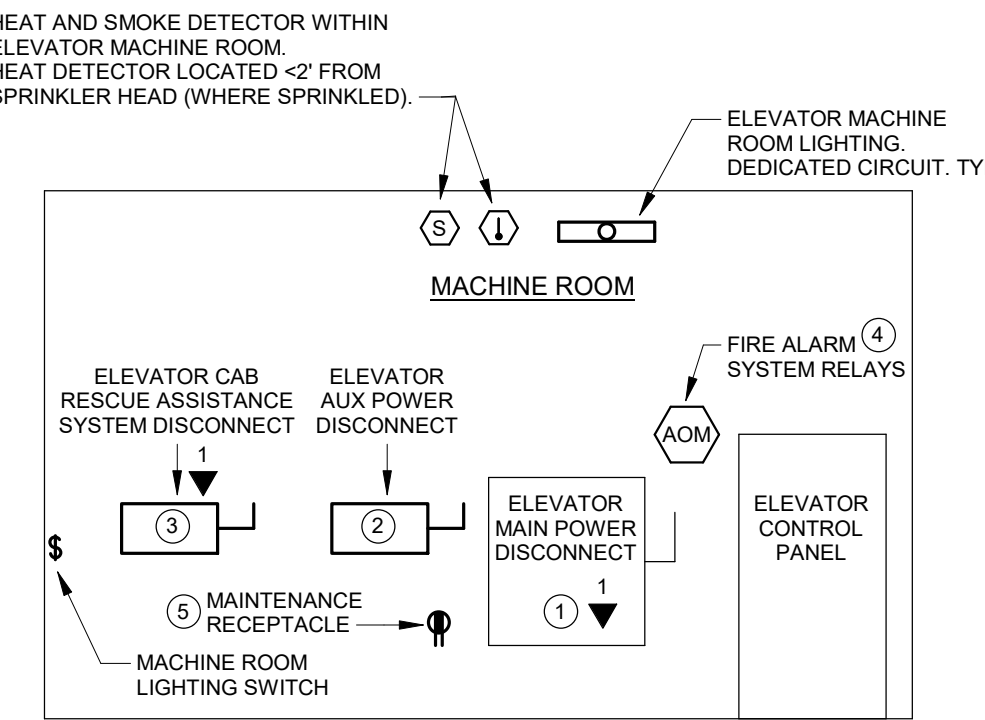 HEAT AND SMOKE DETECTOR WITHIN
ELEVATOR MACHINE ROOM.
HEAT DETECTOR LOCATED <2' FROM
SPRINKLER HEAD (WHERE SPRINKLED).
ELEVATOR MACHINE
ROOM LIGHTING.
DEDICATED CIRCUIT. TY
S
MACHINE ROOM
FIRE ALARM 4
SYSTEM RELAYS
AOM
ELEVATOR CAB
RESCUE ASSISTANCE
SYSTEM DISCONNECT
1
3
ELEVATOR
AUX POWER
DISCONNECT
2
ELEVATOR
MAIN POWER
DISCONNECT
1
1
ELEVATOR
CONTROL
PANEL
$
5 MAINTENANCE
RECEPTACLE
MACHINE ROOM
LIGHTING SWITCH